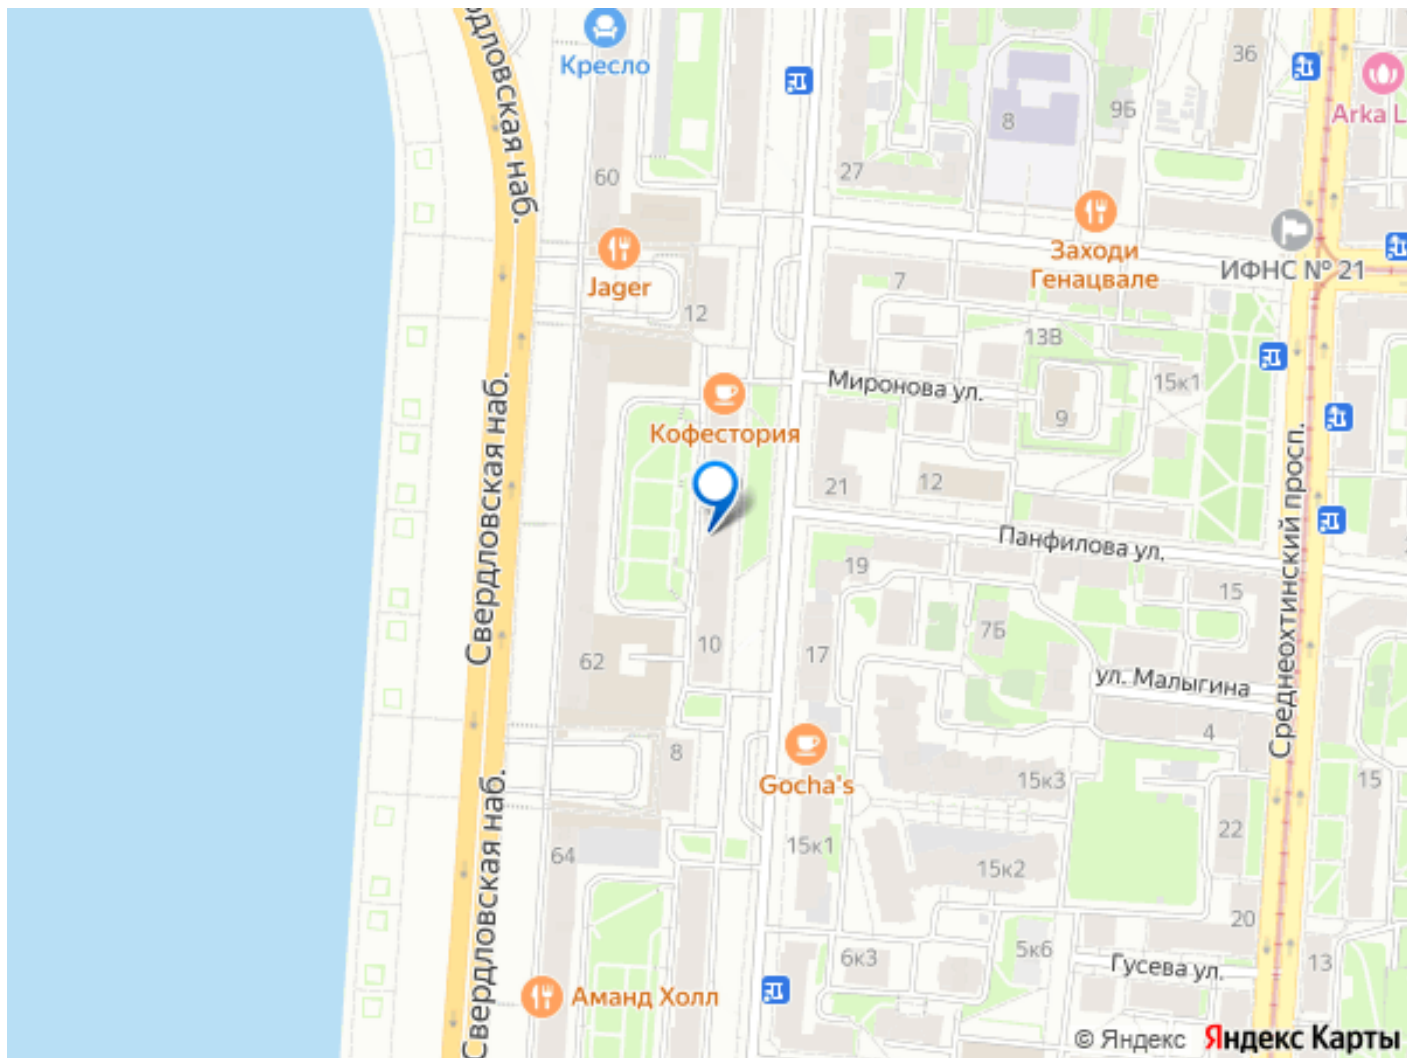 Свердловская наб.
Кресло
36
Arka L
8
9Б
27
60
Заходи
Генацвале
ИФНС № 21
Jager
7
12
13В
Миронова ул.
15к1
9
Кофестория
Свердловская наб.
21
12
Среднеохтинский просп.
Панфилова ул.
19
15
7Б
10
17
62
ул. Малыгина
4
8
Gocha's
15к3
15
Свердловская наб.
22
15к1
64
15к2
20
6к3
5к6
Гусева ул.
13
Аманд Холл
© Яндекс Яндекс Карты